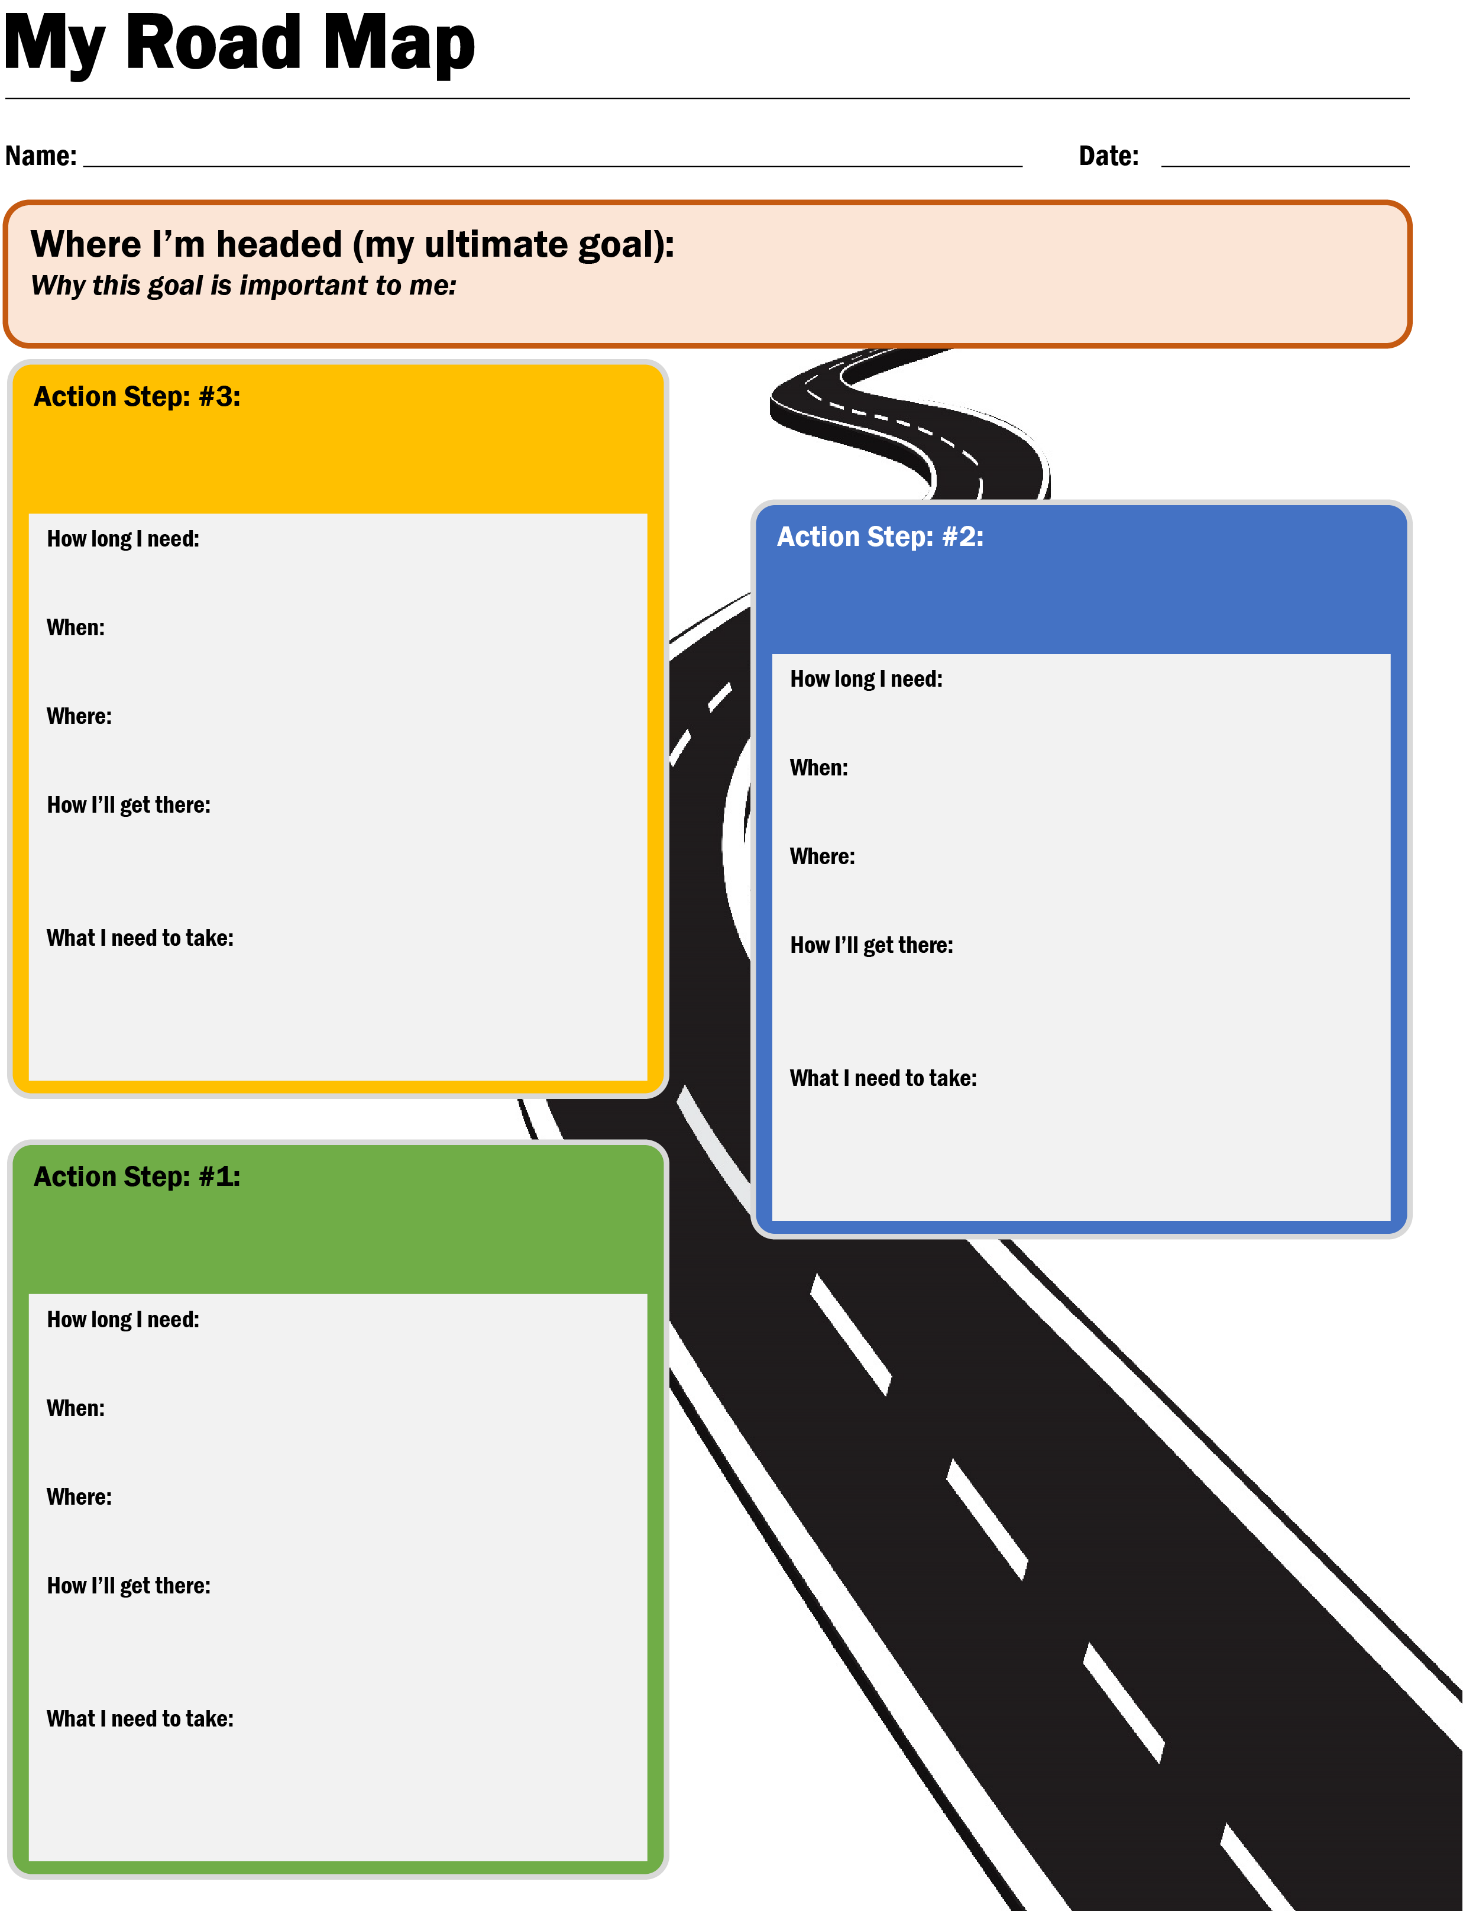 My Road Map
Name: Date:
Where I’m headed (my ultimate goal):
Why this goal is important to me:
Action Step: #3:
How long I need:
When:
Where:
How I’ll get there:
What I need to take:
Action Step: #2:
How long I need:
When:
Where:
How I’ll get there:
What I need to take:
Action Step: #1:
How long I need:
When:
Where:
How I’ll get there:
What I need to take: